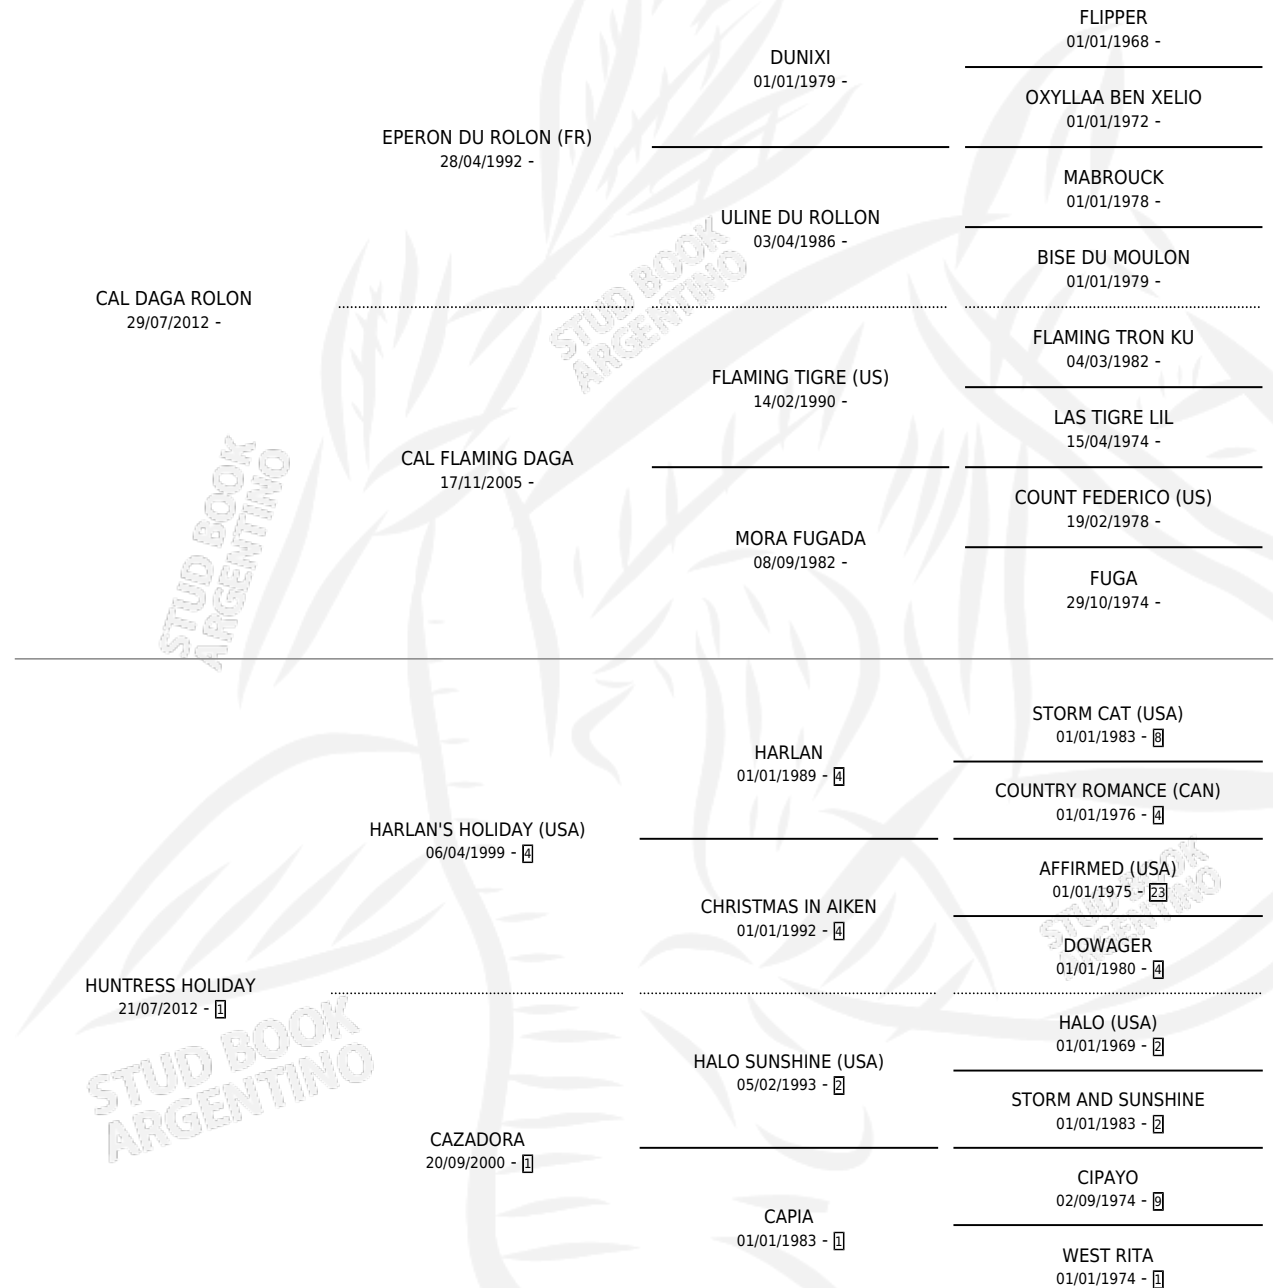 FLIPPER
01/01/1968 -
DUNIXI
01/01/1979 -
OXYLLAA BEN XELIO
01/01/1972 -
EPERON DU ROLON (FR)
28/04/1992 -
MABROUCK
01/01/1978 -
ULINE DU ROLLON
03/04/1986 -
BISE DU MOULON
01/01/1979 -
CAL DAGA ROLON
29/07/2012 -
FLAMING TRON KU
04/03/1982 -
FLAMING TIGRE (US)
14/02/1990 -
LAS TIGRE LIL
15/04/1974 -
CAL FLAMING DAGA
17/11/2005 -
COUNT FEDERICO (US)
19/02/1978 -
MORA FUGADA
08/09/1982 -
FUGA
29/10/1974 -
STUD BOOK
ARGENTINO
STUD BOOK
ARGENTINO
STORM CAT (USA)
01/01/1983 - 8
HARLAN
01/01/1989 - 4
COUNTRY ROMANCE (CAN)
01/01/1976 - 4
HARLAN'S HOLIDAY (USA)
06/04/1999 - 4
AFFIRMED (USA)
01/01/1975 - 23
CHRISTMAS IN AIKEN
01/01/1992 - 4
DOWAGER
01/01/1980 - 4
HUNTRESS HOLIDAY
21/07/2012 - 1
HALO (USA)
01/01/1969 - 2
HALO SUNSHINE (USA)
05/02/1993 - 2
STORM AND SUNSHINE
01/01/1983 - 2
CAZADORA
20/09/2000 - 1
CIPAYO
02/09/1974 - 9
CAPIA
01/01/1983 - 1
WEST RITA
01/01/1974 - 1
STUD BOOK
ARGENTINO
STUD BOOK
ARGENTINO